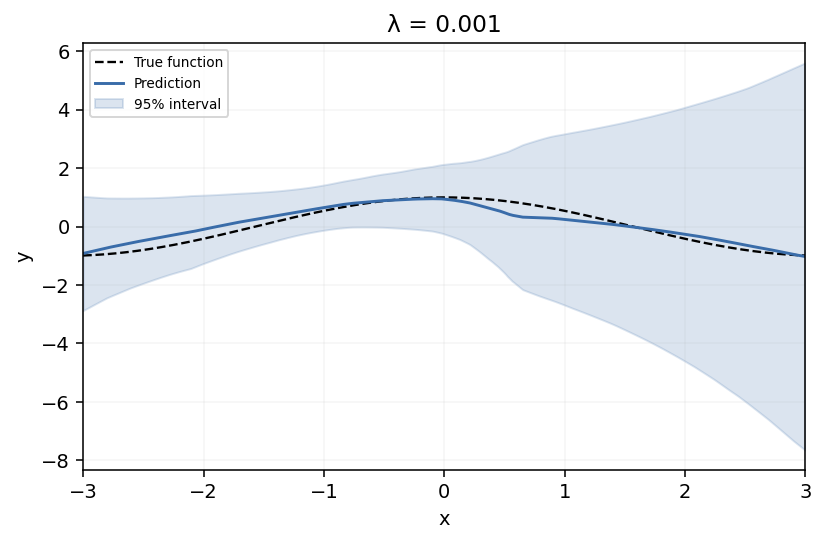 λ = 0.001
6
4
2
0
−2
−4
−6
−8
y
True function
Prediction
95% interval
−3 −2 −1 0 1 2 3
x